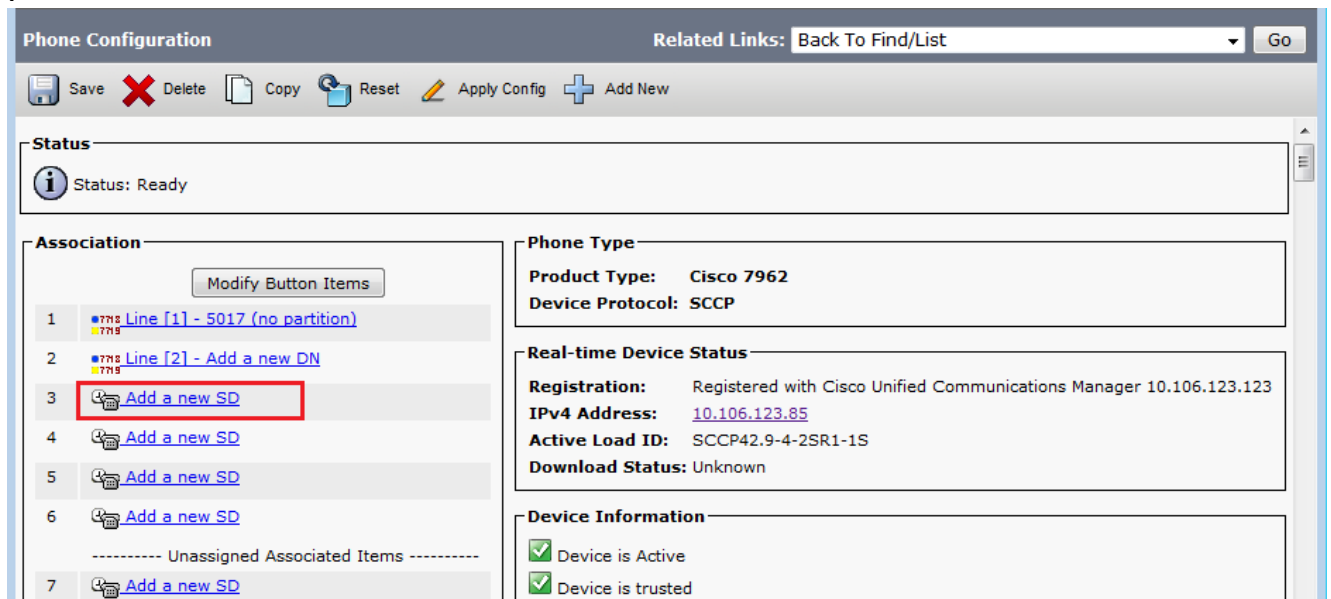 Phone Configuration
Related Links: Back To Find/List Go
Save Delete Copy Reset Apply Config Add New
Status
i Status: Ready
Association
Modify Button Items
1 7718 7719 Line [1] - 5017 (no partition)
2 7718 7719 Line [2] - Add a new DN
3 Add a new SD
4 Add a new SD
5 Add a new SD
6 Add a new SD
---------- Unassigned Associated Items ----------
7 Add a new SD
Phone Type
Product Type: Cisco 7962
Device Protocol: SCCP
Real-time Device Status
Registration: Registered with Cisco Unified Communications Manager 10.106.123.123
IPv4 Address: 10.106.123.85
Active Load ID: SCCP42.9-4-2SR1-1S
Download Status: Unknown
Device Information
Device is Active
Device is trusted